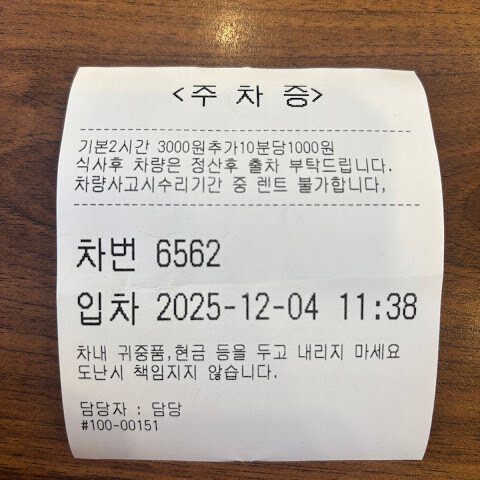 <주 차 증>
기본2시간 3000원추가10분당1000원
식사후 차량은 정산후 출차 부탁드립니다.
차량사고시수리기간 중 렌트 불가합니다,
차번 6562
입차 2025-12-04 11:38
차내 귀중품,현금 등을 두고 내리지 마세요
도난시 책임지지 않습니다.
담당자 : 담당
#100-00151